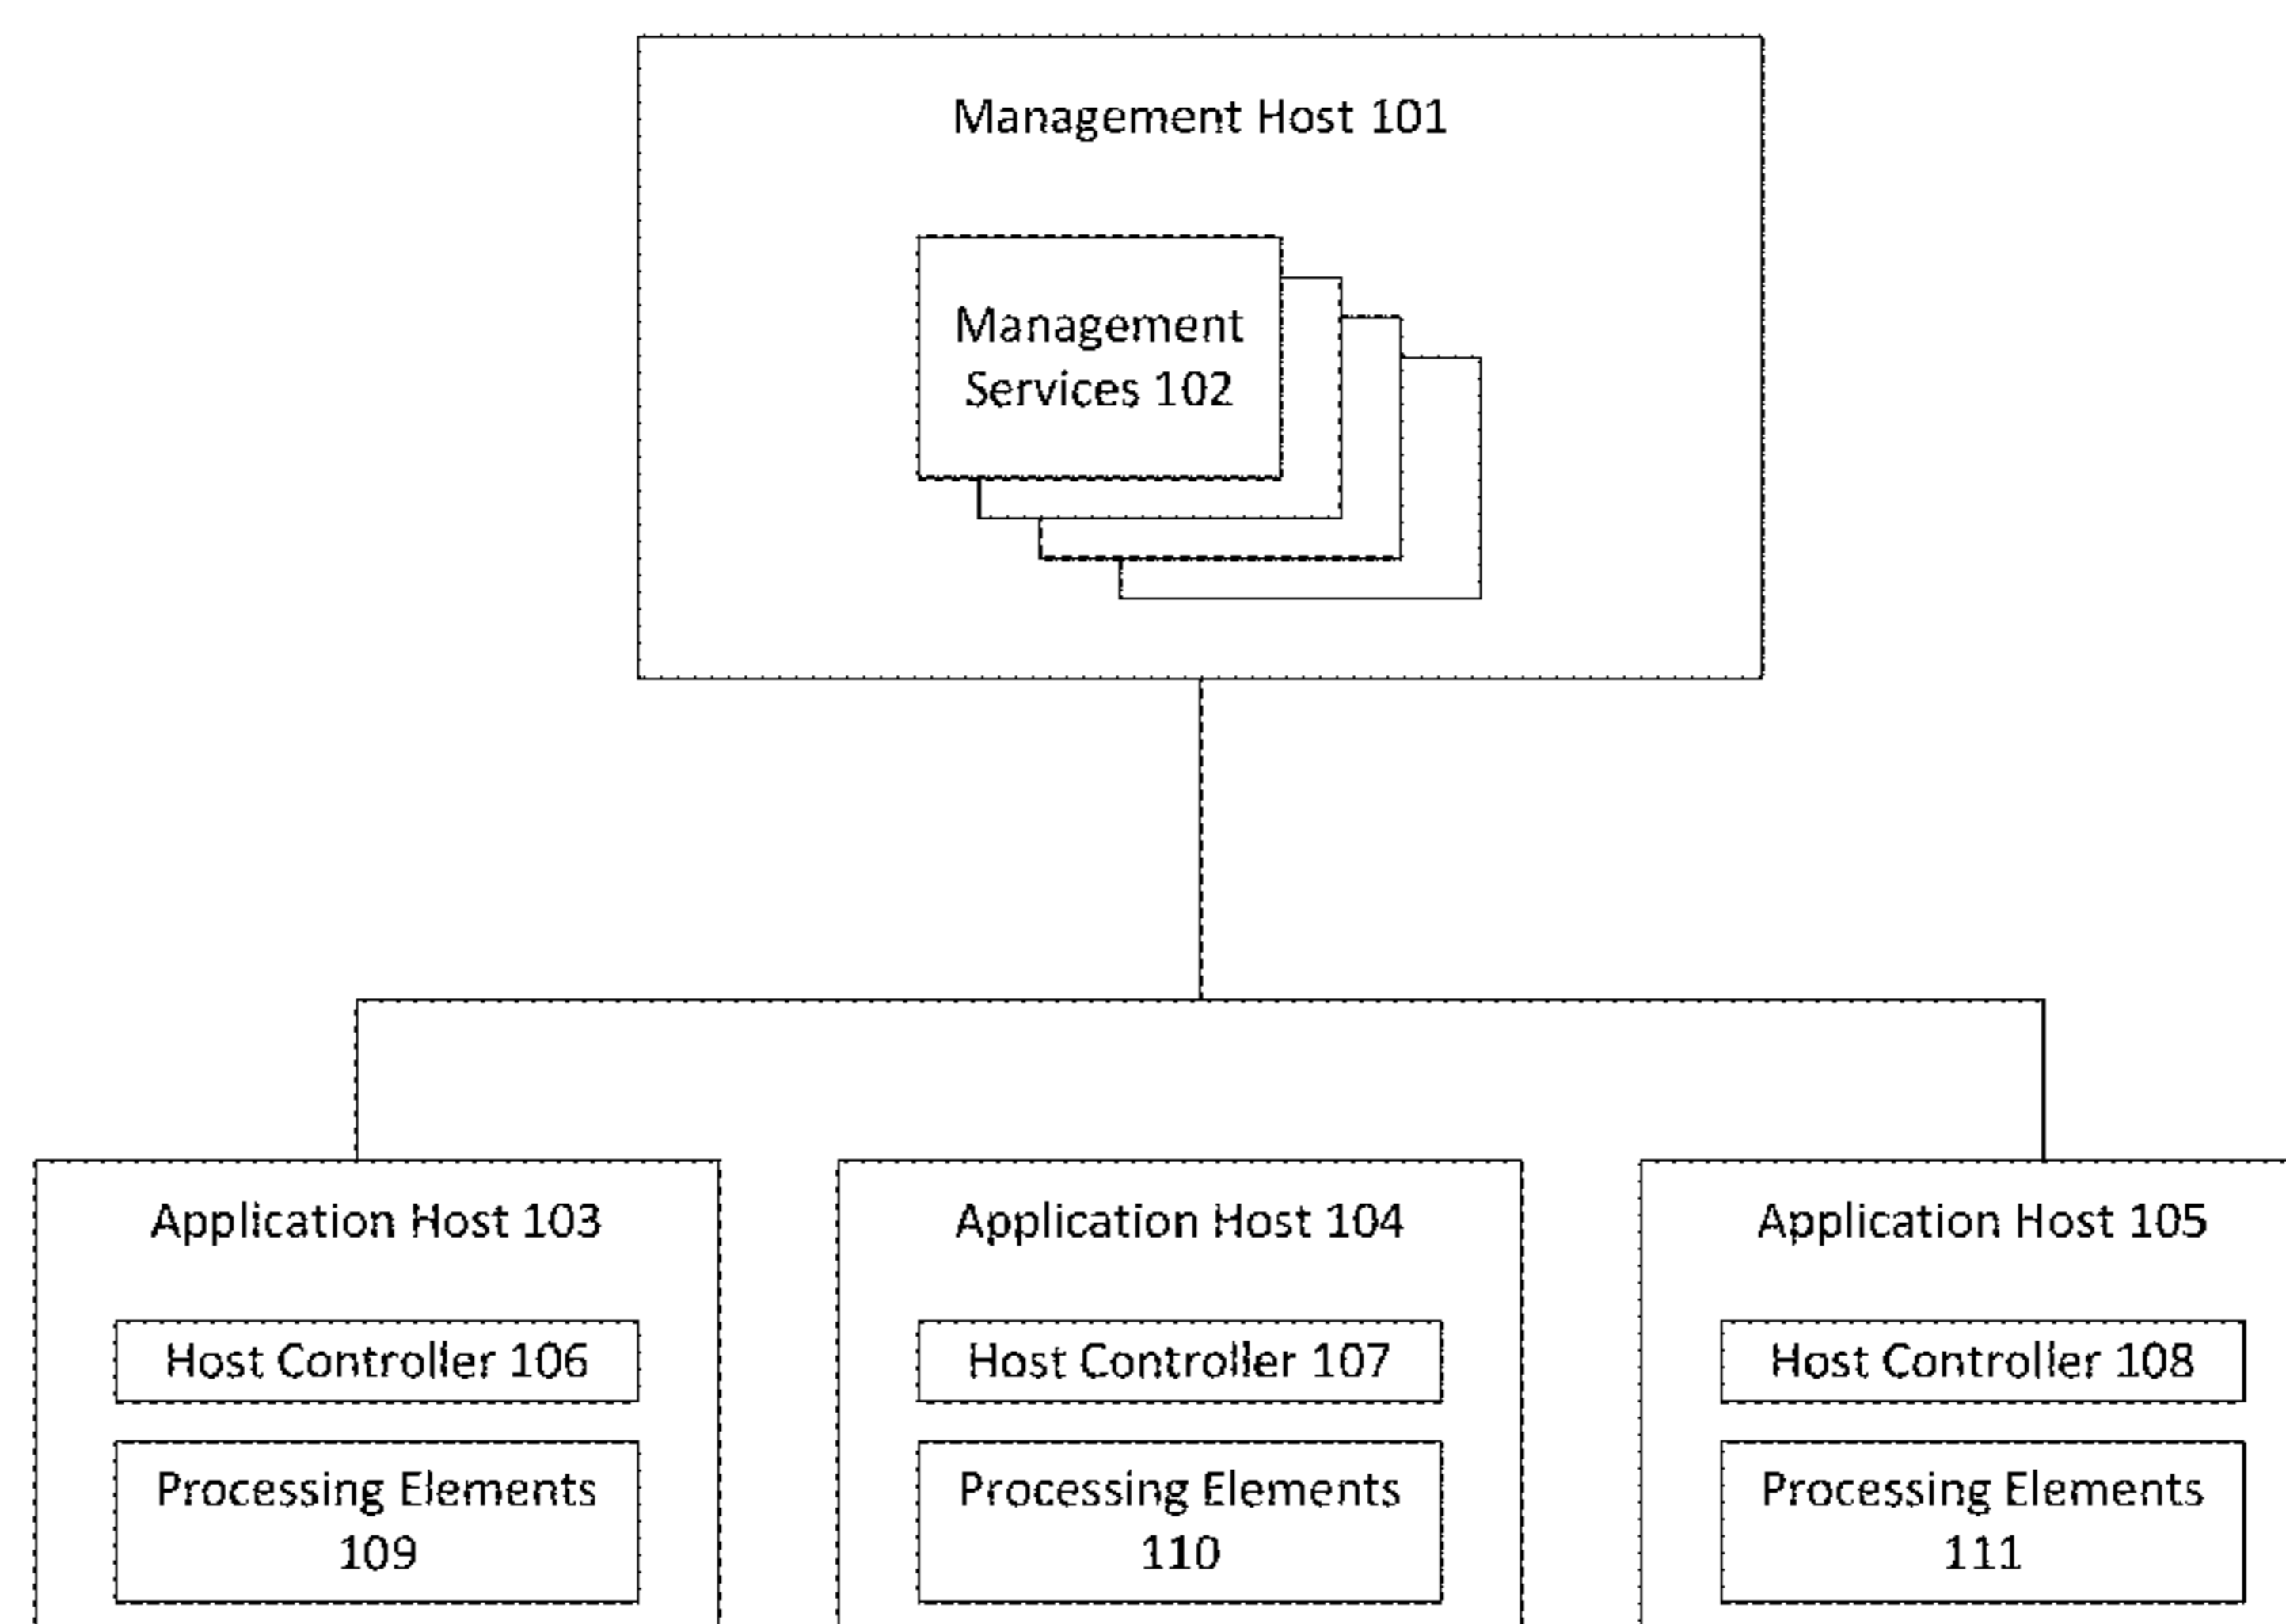 Management Host 101
Management
Services 102
Application Host 103
Host Controller 106
Processing Elements
109
Application Host 104
Host Controller 107
Processing Elements
110
Application Host 105
Host Controller 108
Processing Elements
111